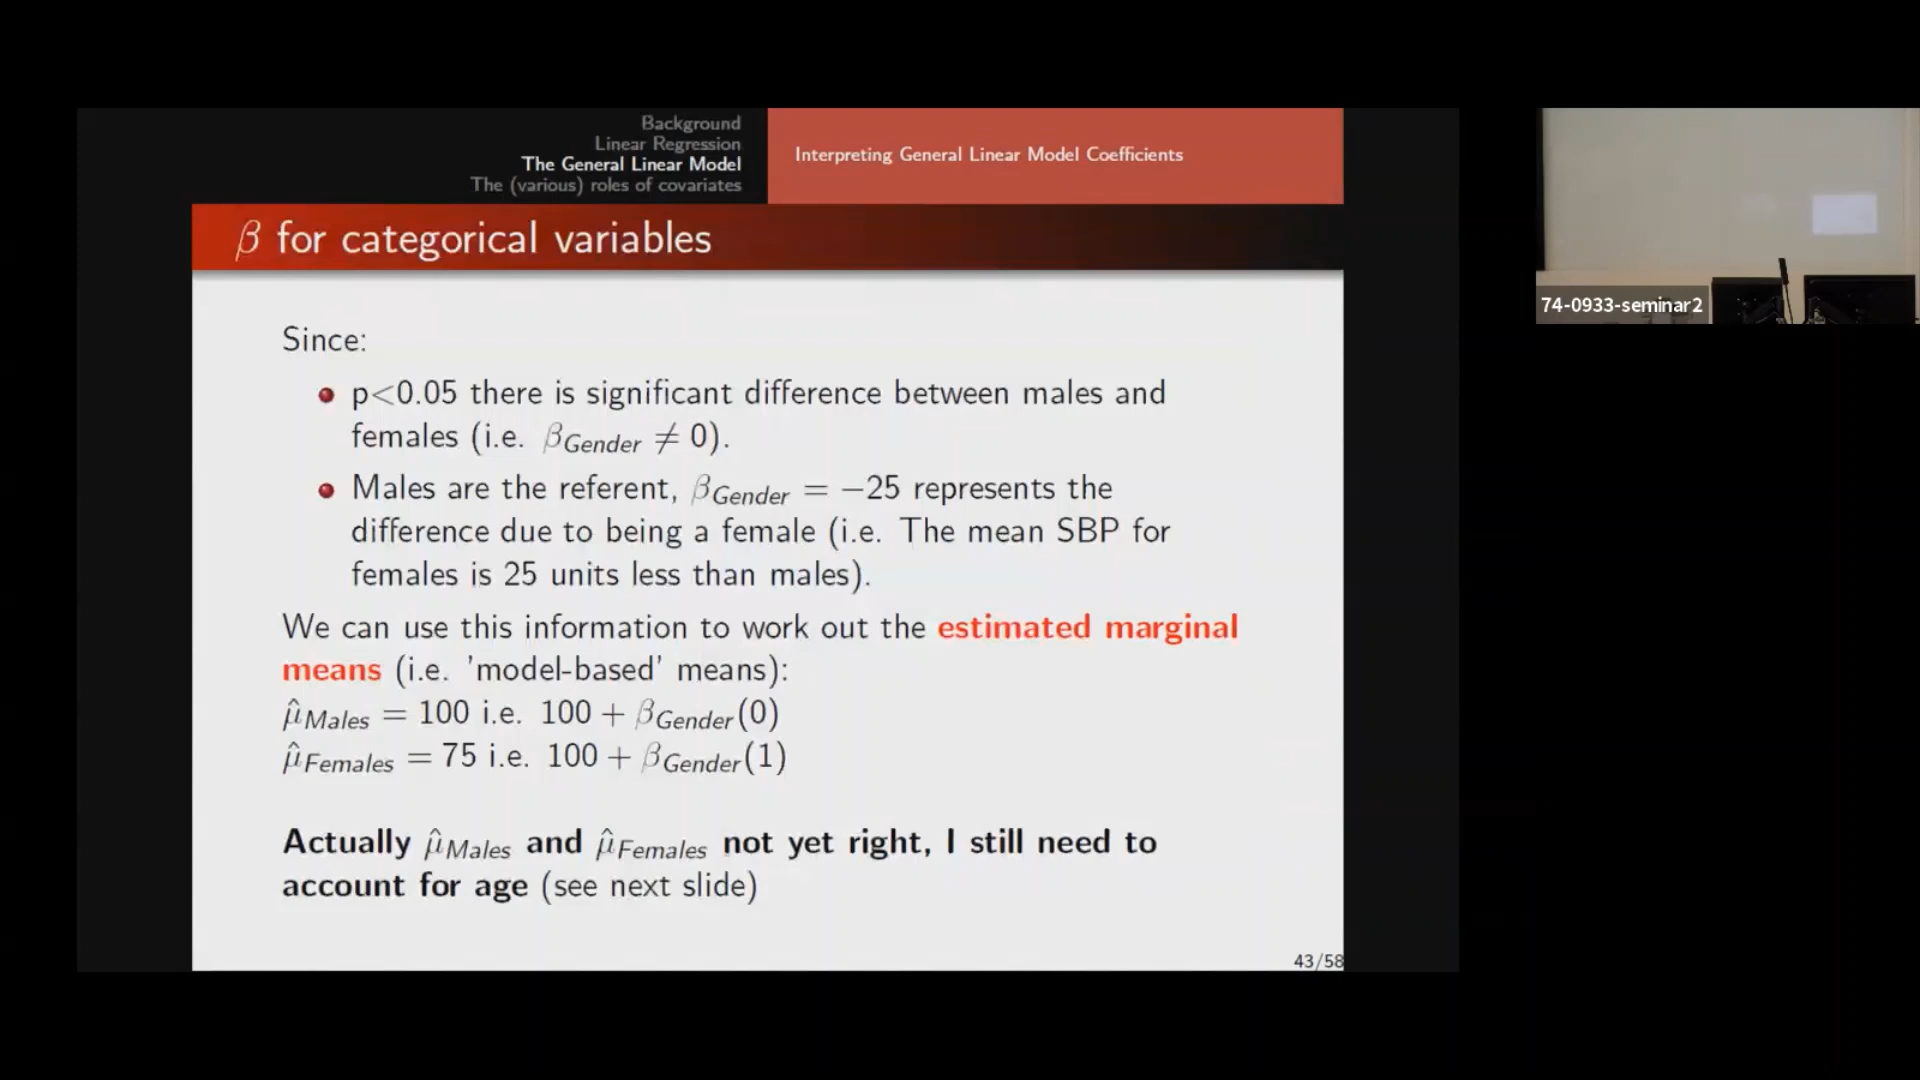 Background
Linear Regression
The General Linear Model
The (various) roles of covariates
Interpreting General Linear Model Coefficients
β for categorical variables
Since:
p<0.05 there is significant difference between males and
females (i.e. β_Gender ≠ 0).
Males are the referent, β_Gender = −25 represents the
difference due to being a female (i.e. The mean SBP for
females is 25 units less than males).
We can use this information to work out the estimated marginal
means (i.e. 'model-based' means):
μ̂_Males = 100 i.e. 100 + β_Gender(0)
μ̂_Females = 75 i.e. 100 + β_Gender(1)
Actually μ̂_Males and μ̂_Females not yet right, I still need to
account for age (see next slide)
43/58
74-0933-seminar2